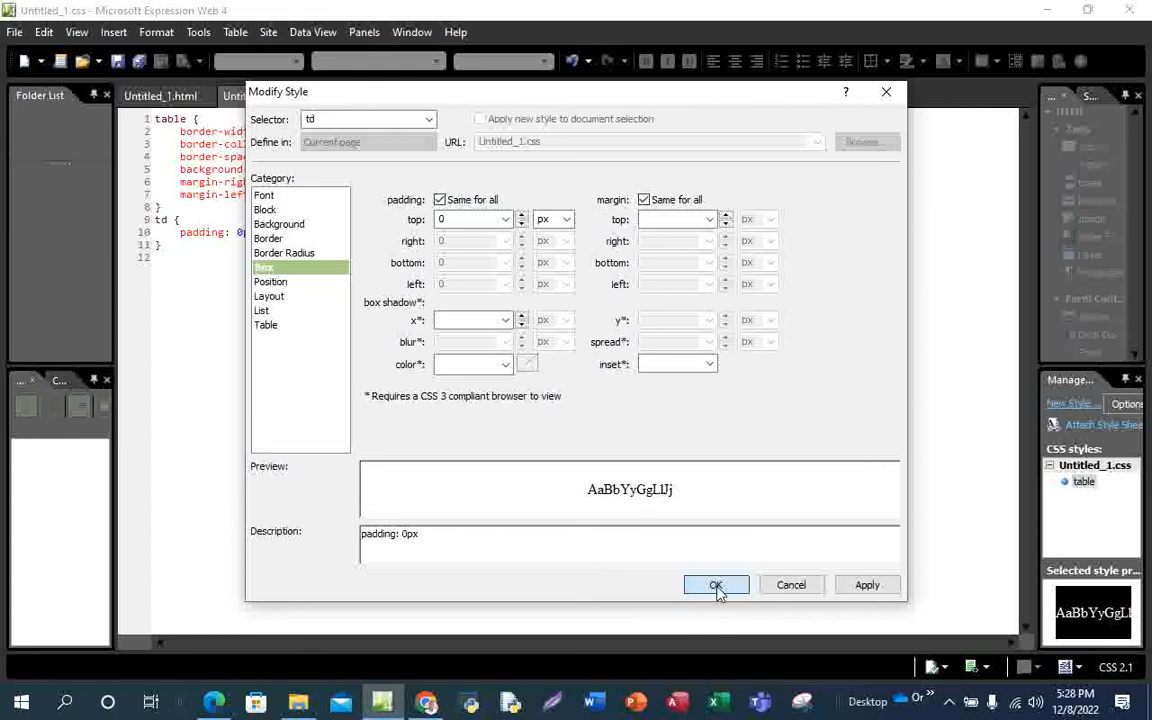 Untitled_1.css - Microsoft Expression Web 4
File Edit View Insert Format Tools Table Site Data View Panels Window Help
Folder List
Untitled_1.html
Modify Style
Selector: td
Apply new style to document selection
Define in: Current page URL: Untitled_1.css Browse...
Category:
Font
Block
Background
Border
Border Radius
Box
Position
Layout
List
Table
padding: Same for all
top: 0 px
right: 0 px
bottom: 0 px
left: 0 px
box shadow*:
x*: px
blur*: px
color*:
margin: Same for all
top: px
right: px
bottom: px
left: px
y*: px
spread*: px
inset*:
* Requires a CSS 3 compliant browser to view
Preview:
AaBbYyGgLlJj
Description:
padding: 0px
OK Cancel Apply
1 table {
2 border-wid
3 border-col
4 border-spa
5 background
6 margin-rig
7 margin-lef
8 }
9 td {
10 padding: 0p
11 }
12
C...
S...
Manage...
New Style... Options
Attach Style Shee
CSS styles:
Untitled_1.css
table
Selected style pr...
AaBbYyGgLl
CSS 2.1
Desktop Or
5:28 PM
12/8/2022